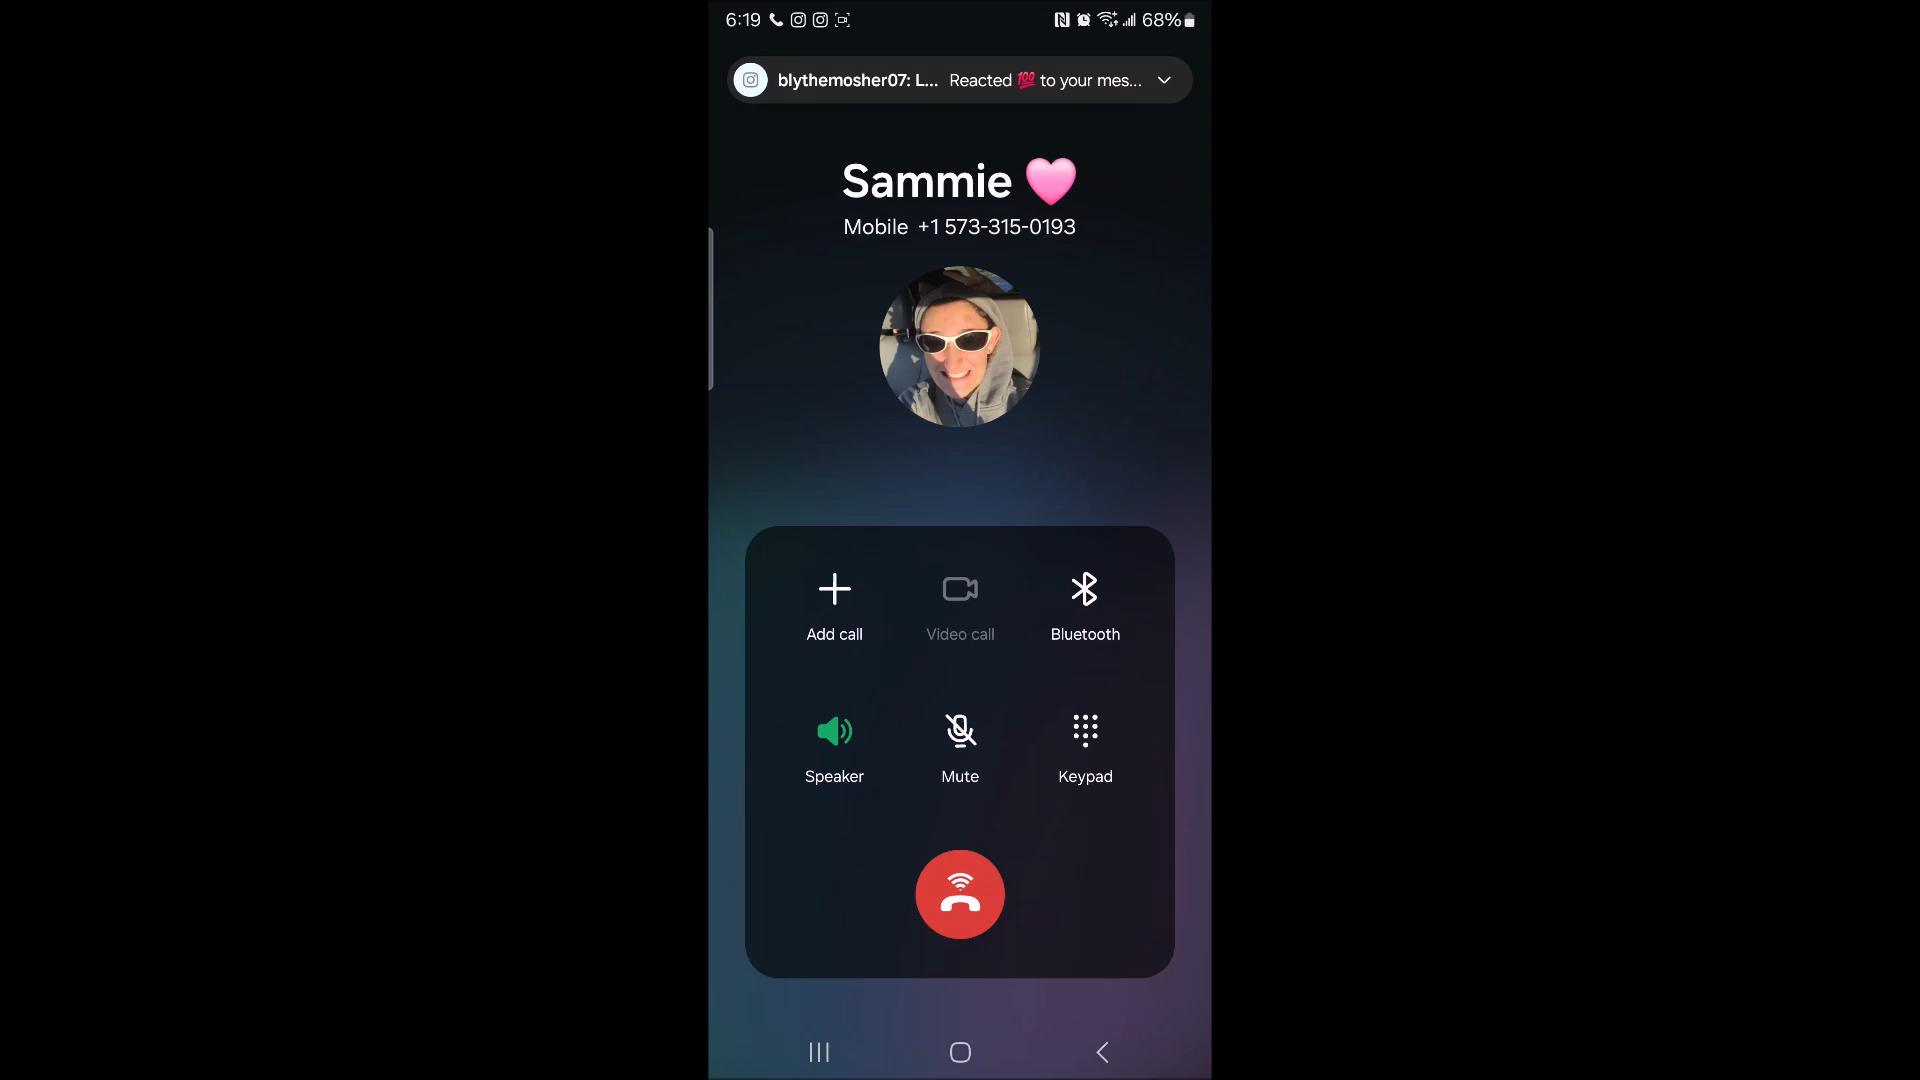 6:19 68%
blythemosher07: L... Reacted 💯 to your mes...
Sammie 🩷
Mobile +1 573-315-0193
Add call Video call Bluetooth
Speaker Mute Keypad